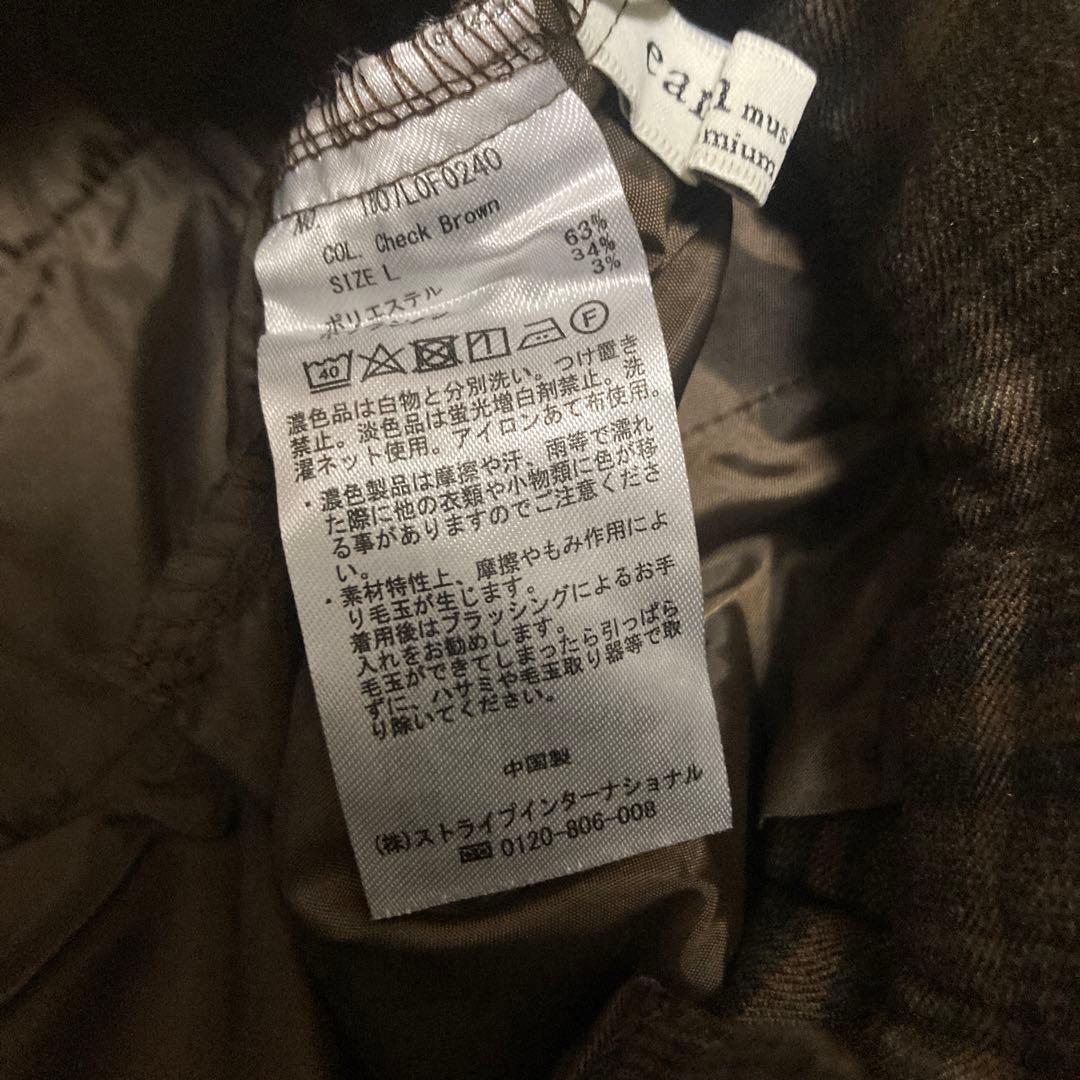 earl mus
mium
No. 1807L0F0240
COL. Check Brown
SIZE L
63%
34%
ポリエステル 3%
40 F
濃色品は白物と分別洗い。つけ置き
禁止。淡色品は蛍光増白剤禁止。洗
濯ネット使用。アイロンあて布使用。
・濃色製品は摩擦や汗、雨等で濡れ
た際に他の衣類や小物類に色が移
る事がありますのでご注意くださ
い。
・素材特性上、摩擦やもみ作用によ
り毛玉が生じます。
着用後はブラッシングによるお手
入れをお勧めします。
毛玉ができてしまったら引っぱら
ずに、ハサミや毛玉取り器等で取
り除いてください。
中国製
(株)ストライプインターナショナル
0120-806-008